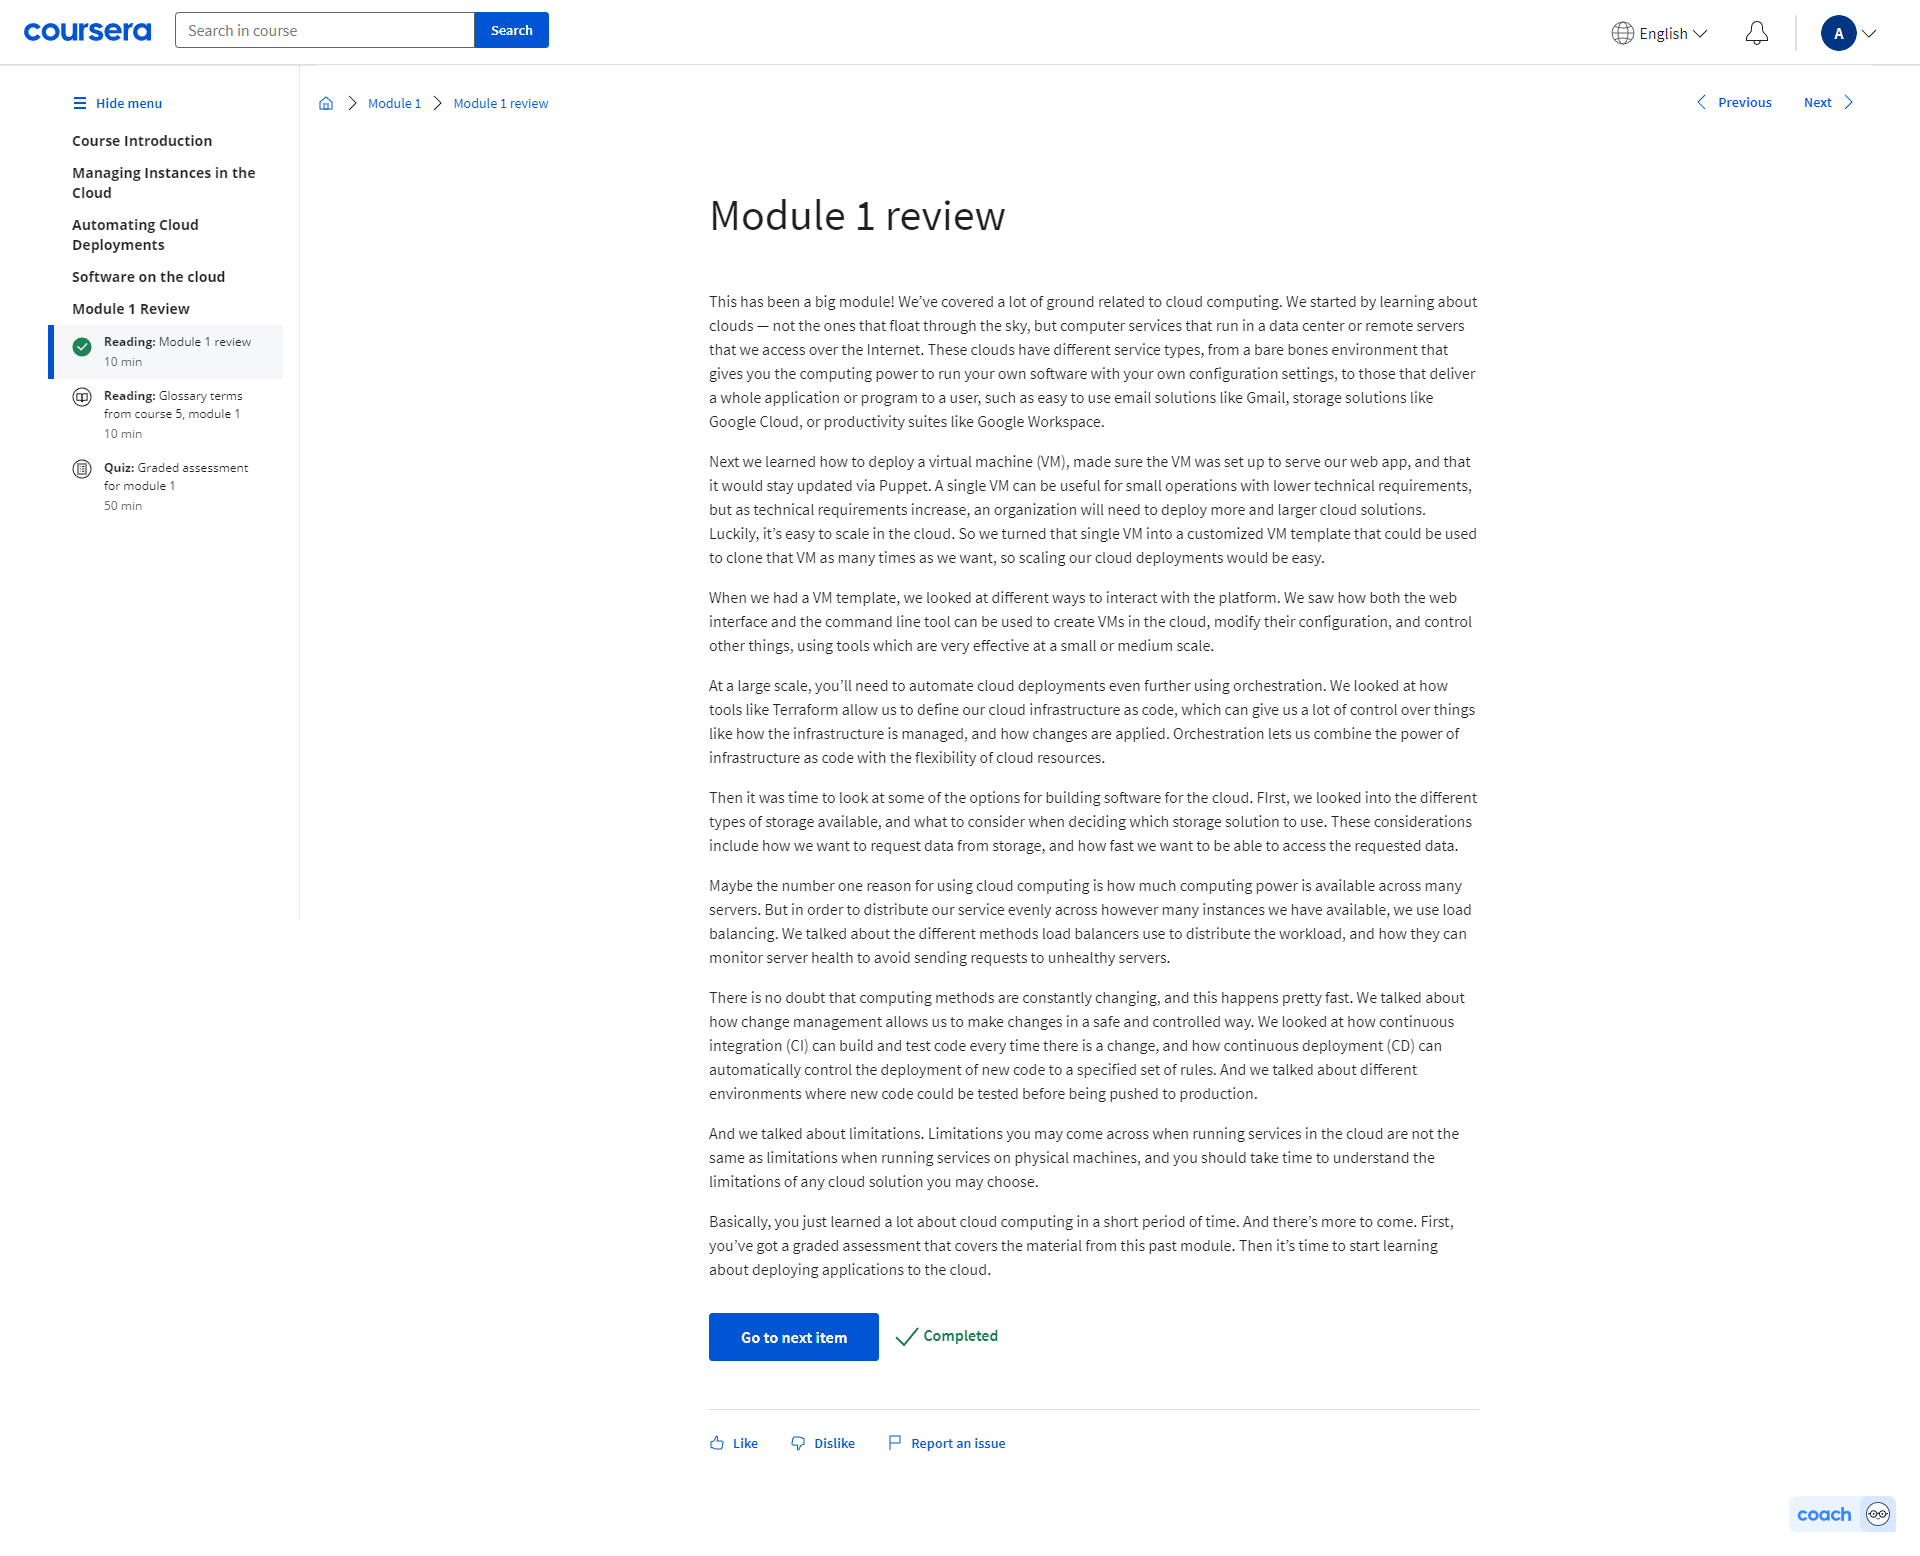 coursera
Search in course
Search
English
A
Hide menu
Course Introduction
Managing Instances in the
Cloud
Automating Cloud
Deployments
Software on the cloud
Module 1 Review
Reading: Module 1 review
10 min
Reading: Glossary terms
from course 5, module 1
10 min
Quiz: Graded assessment
for module 1
50 min
Module 1
Module 1 review
Previous
Next
Module 1 review
This has been a big module! We’ve covered a lot of ground related to cloud computing. We started by learning about
clouds — not the ones that float through the sky, but computer services that run in a data center or remote servers
that we access over the Internet. These clouds have different service types, from a bare bones environment that
gives you the computing power to run your own software with your own configuration settings, to those that deliver
a whole application or program to a user, such as easy to use email solutions like Gmail, storage solutions like
Google Cloud, or productivity suites like Google Workspace.
Next we learned how to deploy a virtual machine (VM), made sure the VM was set up to serve our web app, and that
it would stay updated via Puppet. A single VM can be useful for small operations with lower technical requirements,
but as technical requirements increase, an organization will need to deploy more and larger cloud solutions.
Luckily, it’s easy to scale in the cloud. So we turned that single VM into a customized VM template that could be used
to clone that VM as many times as we want, so scaling our cloud deployments would be easy.
When we had a VM template, we looked at different ways to interact with the platform. We saw how both the web
interface and the command line tool can be used to create VMs in the cloud, modify their configuration, and control
other things, using tools which are very effective at a small or medium scale.
At a large scale, you’ll need to automate cloud deployments even further using orchestration. We looked at how
tools like Terraform allow us to define our cloud infrastructure as code, which can give us a lot of control over things
like how the infrastructure is managed, and how changes are applied. Orchestration lets us combine the power of
infrastructure as code with the flexibility of cloud resources.
Then it was time to look at some of the options for building software for the cloud. FIrst, we looked into the different
types of storage available, and what to consider when deciding which storage solution to use. These considerations
include how we want to request data from storage, and how fast we want to be able to access the requested data.
Maybe the number one reason for using cloud computing is how much computing power is available across many
servers. But in order to distribute our service evenly across however many instances we have available, we use load
balancing. We talked about the different methods load balancers use to distribute the workload, and how they can
monitor server health to avoid sending requests to unhealthy servers.
There is no doubt that computing methods are constantly changing, and this happens pretty fast. We talked about
how change management allows us to make changes in a safe and controlled way. We looked at how continuous
integration (CI) can build and test code every time there is a change, and how continuous deployment (CD) can
automatically control the deployment of new code to a specified set of rules. And we talked about different
environments where new code could be tested before being pushed to production.
And we talked about limitations. Limitations you may come across when running services in the cloud are not the
same as limitations when running services on physical machines, and you should take time to understand the
limitations of any cloud solution you may choose.
Basically, you just learned a lot about cloud computing in a short period of time. And there’s more to come. First,
you’ve got a graded assessment that covers the material from this past module. Then it’s time to start learning
about deploying applications to the cloud.
Go to next item
Completed
Like
Dislike
Report an issue
coach